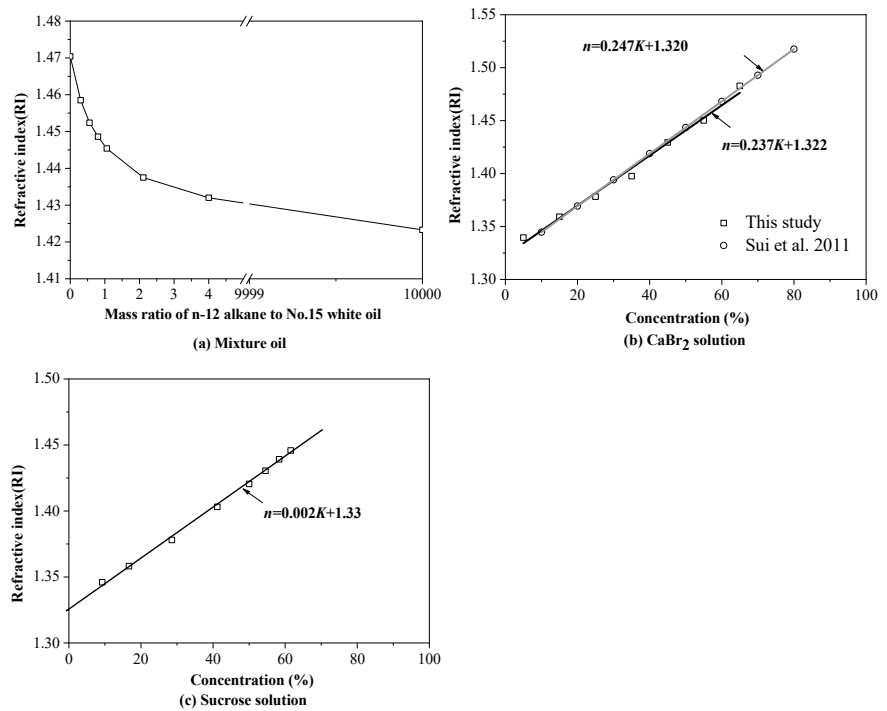 1.48
1.47
1.46
1.45
1.44
1.43
1.42
1.41
Refractive index(RI)
0 1 2 3 4 9999 10000
Mass ratio of n-12 alkane to No.15 white oil
(a) Mixture oil
1.55
1.50
1.45
1.40
1.35
1.30
Refractive index(RI)
n=0.247K+1.320
n=0.237K+1.322
This study
Sui et al. 2011
0 20 40 60 80 100
Concentration (%)
(b) CaBr2 solution
1.50
1.45
1.40
1.35
1.30
Refractive index(RI)
n=0.002K+1.33
0 20 40 60 80 100
Concentration (%)
(c) Sucrose solution